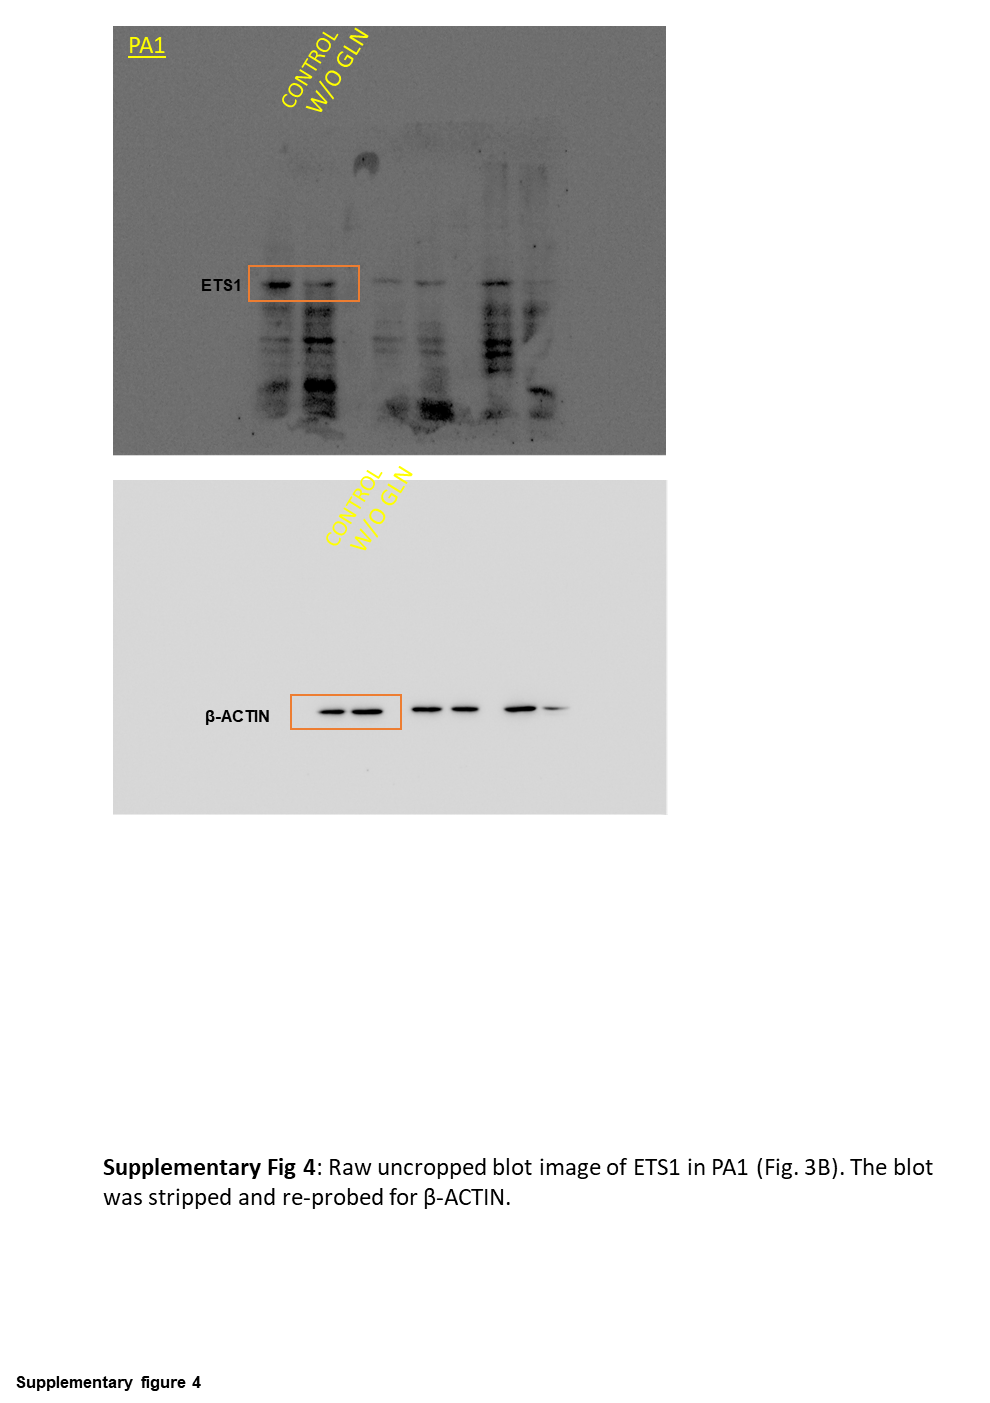 PA1
CONTROL
W/O GLN
ETS1
CONTROL
W/O GLN
β-ACTIN
Supplementary Fig 4: Raw uncropped blot image of ETS1 in PA1 (Fig. 3B). The blot
was stripped and re-probed for β-ACTIN.
Supplementary figure 4